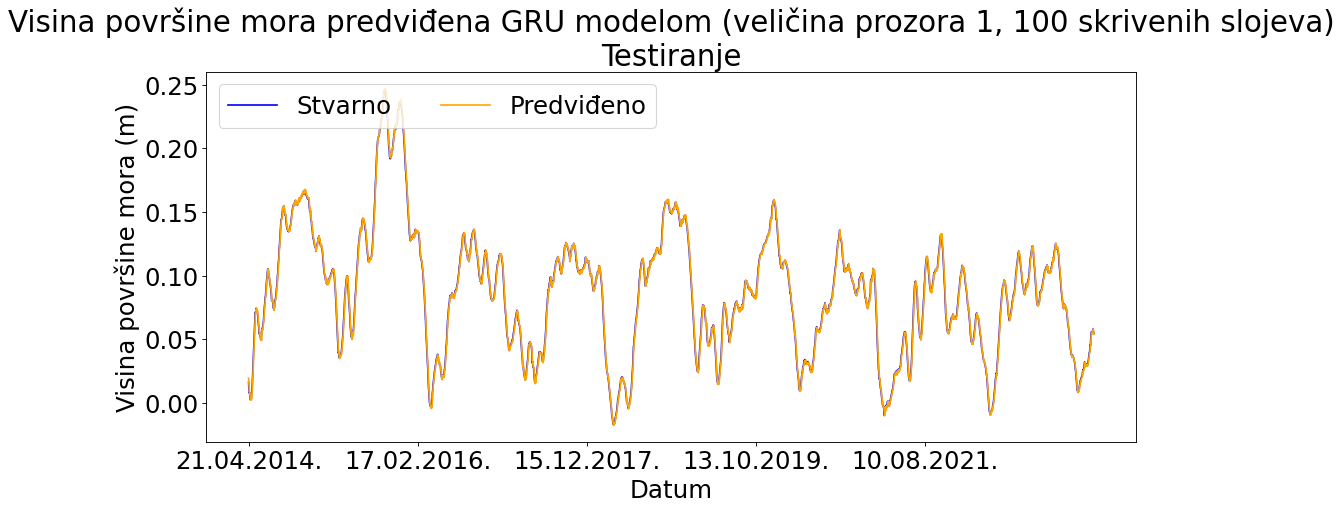 Visina površine mora predviđena GRU modelom (veličina prozora 1, 100 skrivenih slojeva)
Testiranje
Stvarno
Predviđeno
Visina površine mora (m)
0.25
0.20
0.15
0.10
0.05
0.00
21.04.2014.
17.02.2016.
15.12.2017.
13.10.2019.
10.08.2021.
Datum